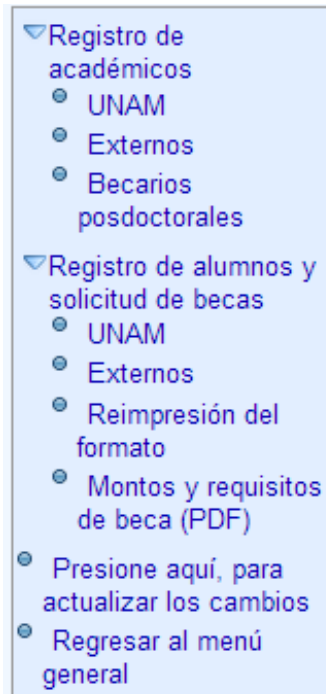 Registro de
académicos
UNAM
Externos
Becarios
posdoctorales
Registro de alumnos y
solicitud de becas
UNAM
Externos
Reimpresión del
formato
Montos y requisitos
de beca (PDF)
Presione aquí, para
actualizar los cambios
Regresar al menú
general